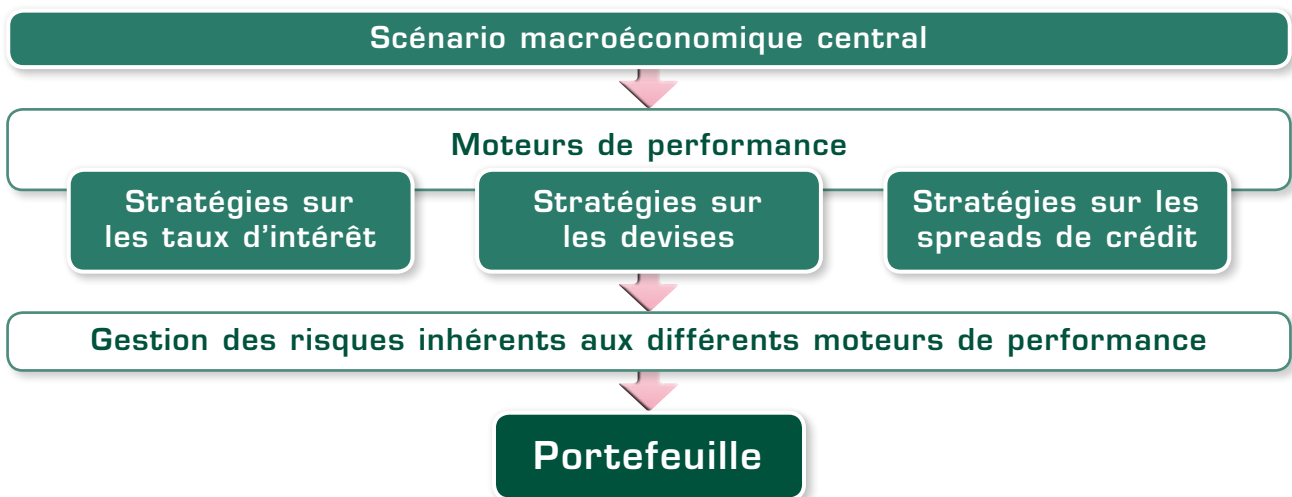 Scénario macroéconomique central
Moteurs de performance
Stratégies sur
les taux d’intérêt
Stratégies sur
les devises
Stratégies sur les
spreads de crédit
Gestion des risques inhérents aux différents moteurs de performance
Portefeuille